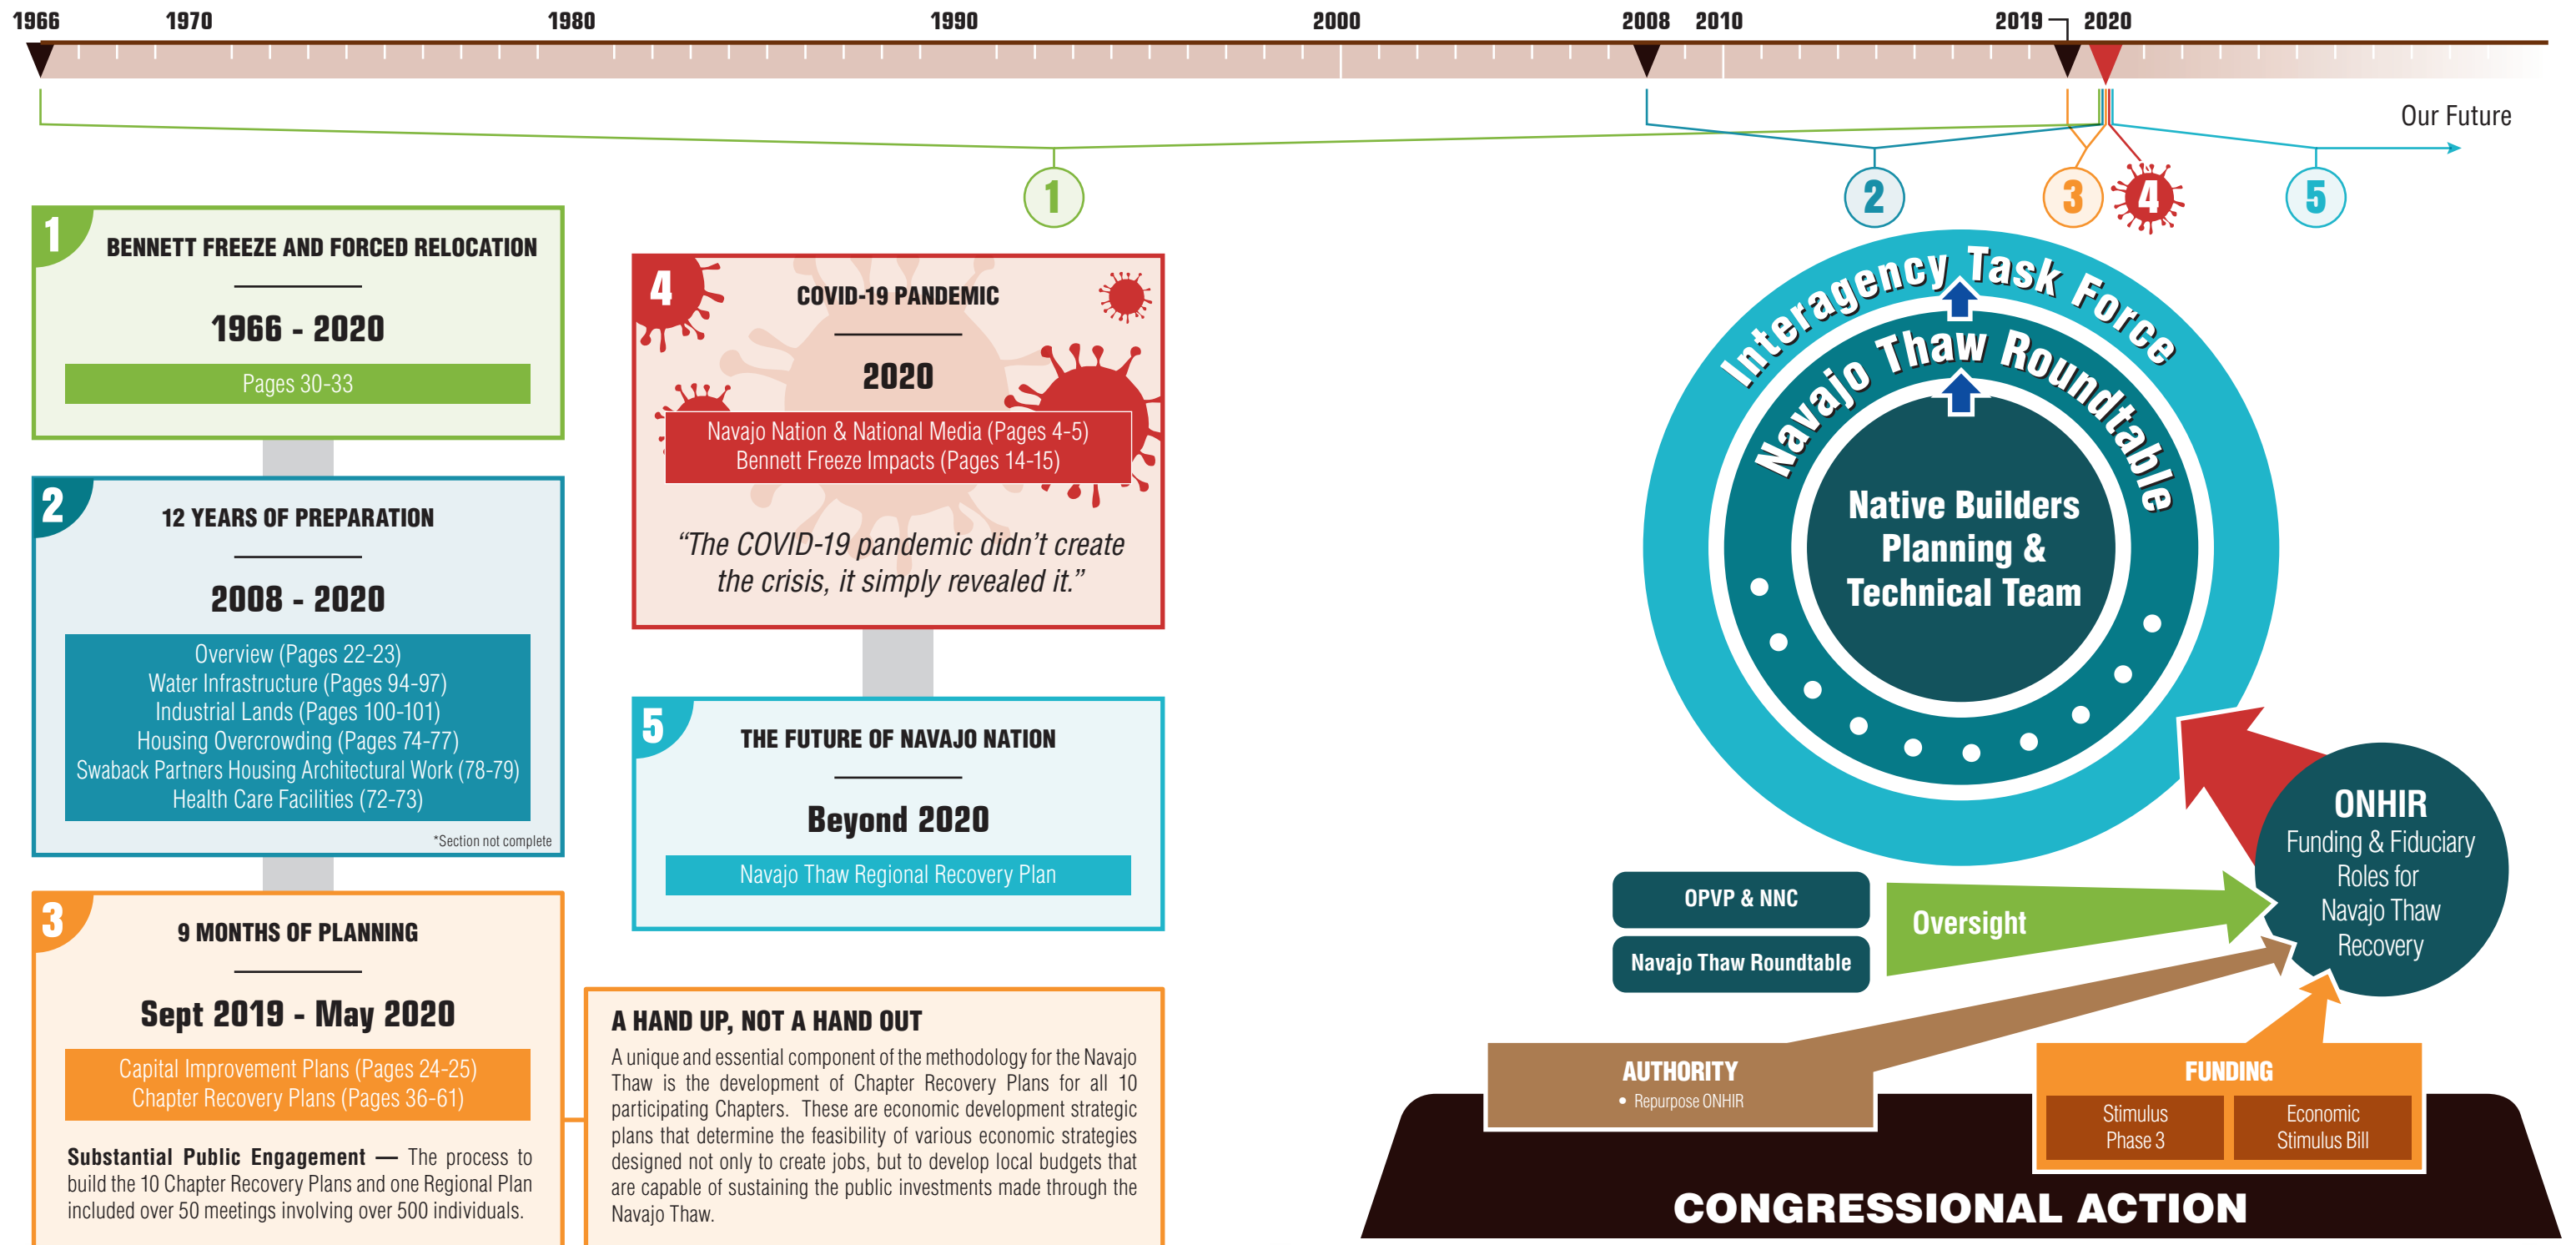 1966 1970 1980 1990 2000 2008 2010 2019 2020
Our Future
1 2 3 4 5
1
BENNETT FREEZE AND FORCED RELOCATION
1966 - 2020
Pages 30-33
2
12 YEARS OF PREPARATION
2008 - 2020
Overview (Pages 22-23)
Water Infrastructure (Pages 94-97)
Industrial Lands (Pages 100-101)
Housing Overcrowding (Pages 74-77)
Swaback Partners Housing Architectural Work (78-79)
Health Care Facilities (72-73)
*Section not complete
3
9 MONTHS OF PLANNING
Sept 2019 - May 2020
Capital Improvement Plans (Pages 24-25)
Chapter Recovery Plans (Pages 36-61)
Substantial Public Engagement — The process to
build the 10 Chapter Recovery Plans and one Regional Plan
included over 50 meetings involving over 500 individuals.
4
COVID-19 PANDEMIC
2020
Navajo Nation & National Media (Pages 4-5)
Bennett Freeze Impacts (Pages 14-15)
“The COVID-19 pandemic didn’t create
the crisis, it simply revealed it.”
5
THE FUTURE OF NAVAJO NATION
Beyond 2020
Navajo Thaw Regional Recovery Plan
A HAND UP, NOT A HAND OUT
A unique and essential component of the methodology for the Navajo
Thaw is the development of Chapter Recovery Plans for all 10
participating Chapters. These are economic development strategic
plans that determine the feasibility of various economic strategies
designed not only to create jobs, but to develop local budgets that
are capable of sustaining the public investments made through the
Navajo Thaw.
Interagency Task Force
Navajo Thaw Roundtable
Native Builders
Planning &
Technical Team
ONHIR
Funding & Fiduciary
Roles for
Navajo Thaw
Recovery
OPVP & NNC
Navajo Thaw Roundtable
Oversight
AUTHORITY
• Repurpose ONHIR
FUNDING
Stimulus
Phase 3
Economic
Stimulus Bill
CONGRESSIONAL ACTION